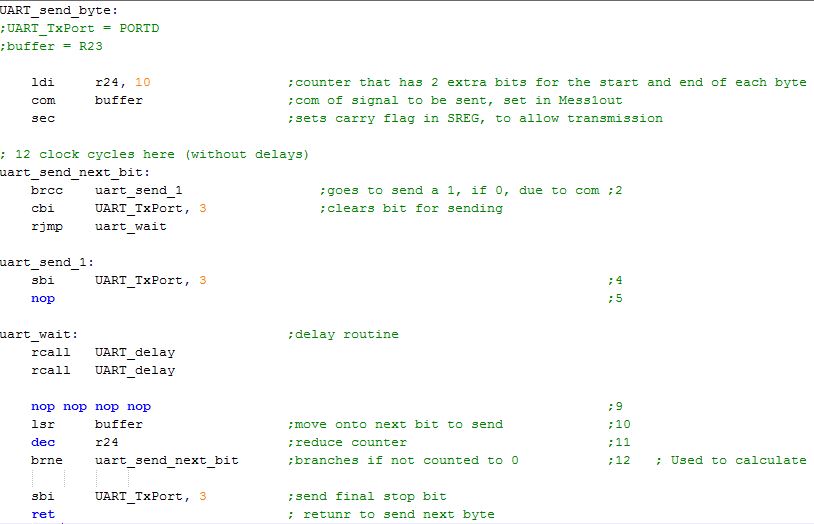 UART_send_byte:
;UART_TxPort = PORTD
;buffer = R23
ldi r24, 10 ;counter that has 2 extra bits for the start and end of each byte
com buffer ;com of signal to be sent, set in Mess1out
sec ;sets carry flag in SREG, to allow transmission
; 12 clock cycles here (without delays)
uart_send_next_bit:
brcc uart_send_1 ;goes to send a 1, if 0, due to com ;2
cbi UART_TxPort, 3 ;clears bit for sending
rjmp uart_wait
uart_send_1:
sbi UART_TxPort, 3 ;4
nop ;5
uart_wait: ;delay routine
rcall UART_delay
rcall UART_delay
nop nop nop nop ;9
lsr buffer ;move onto next bit to send ;10
dec r24 ;reduce counter ;11
brne uart_send_next_bit ;branches if not counted to 0 ;12 ; Used to calculate
sbi UART_TxPort, 3 ;send final stop bit
ret ; retunr to send next byte